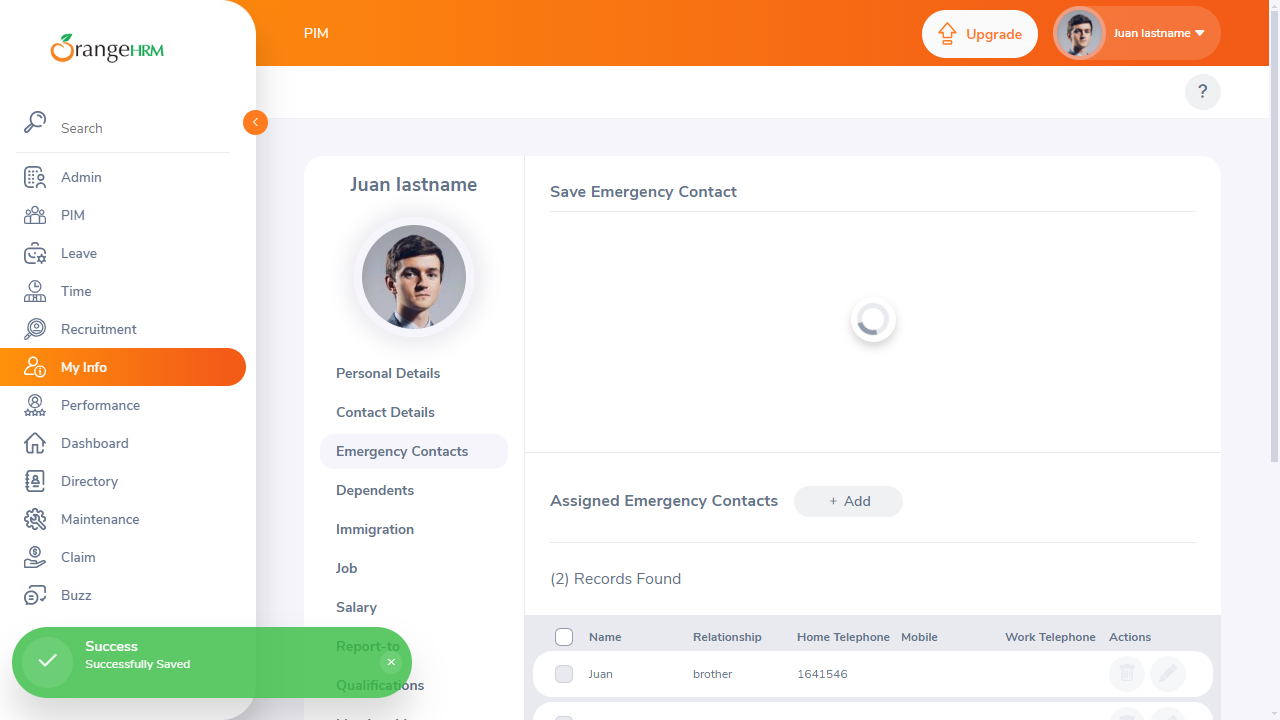 OrangeHRM
PIM
Upgrade
Juan lastname
?
Search
Admin
PIM
Leave
Time
Recruitment
My Info
Performance
Dashboard
Directory
Maintenance
Claim
Buzz
Juan lastname
Personal Details
Contact Details
Emergency Contacts
Dependents
Immigration
Job
Salary
Report-to
Qualifications
Save Emergency Contact
Assigned Emergency Contacts
+ Add
(2) Records Found
Name Relationship Home Telephone Mobile Work Telephone Actions
Juan brother 1641546
Success
Successfully Saved